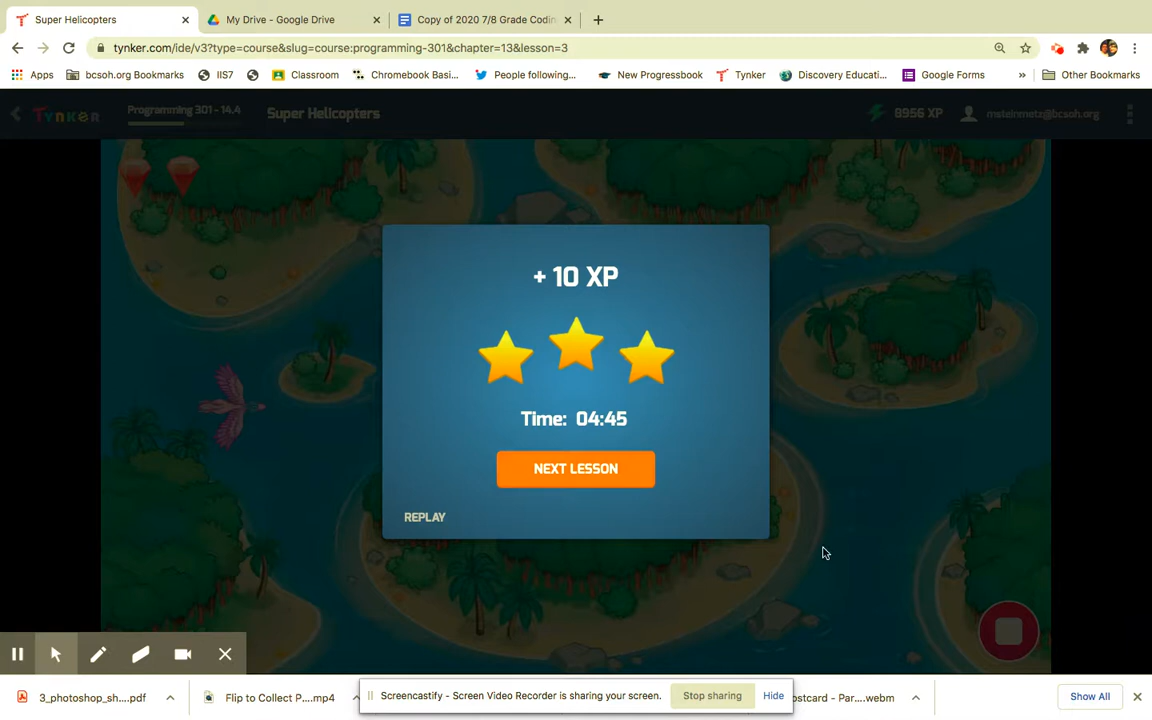 Super Helicopters
My Drive - Google Drive
Copy of 2020 7/8 Grade Codin
tynker.com/ide/v3?type=course&slug=course:programming-301&chapter=13&lesson=3
Apps
bcsoh.org Bookmarks
IIS7
Classroom
Chromebook Basi...
People following...
New Progressbook
Tynker
Discovery Educati...
Google Forms
»
Other Bookmarks
Tynker
Programming 301 - 14.4
Super Helicopters
8956 XP
msteinmetz@bcsoh.org
+ 10 XP
Time: 04:45
NEXT LESSON
REPLAY
3_photoshop_sh....pdf
Flip to Collect P....mp4
Screencastify - Screen Video Recorder is sharing your screen.
Stop sharing
Hide
ostcard - Par....webm
Show All